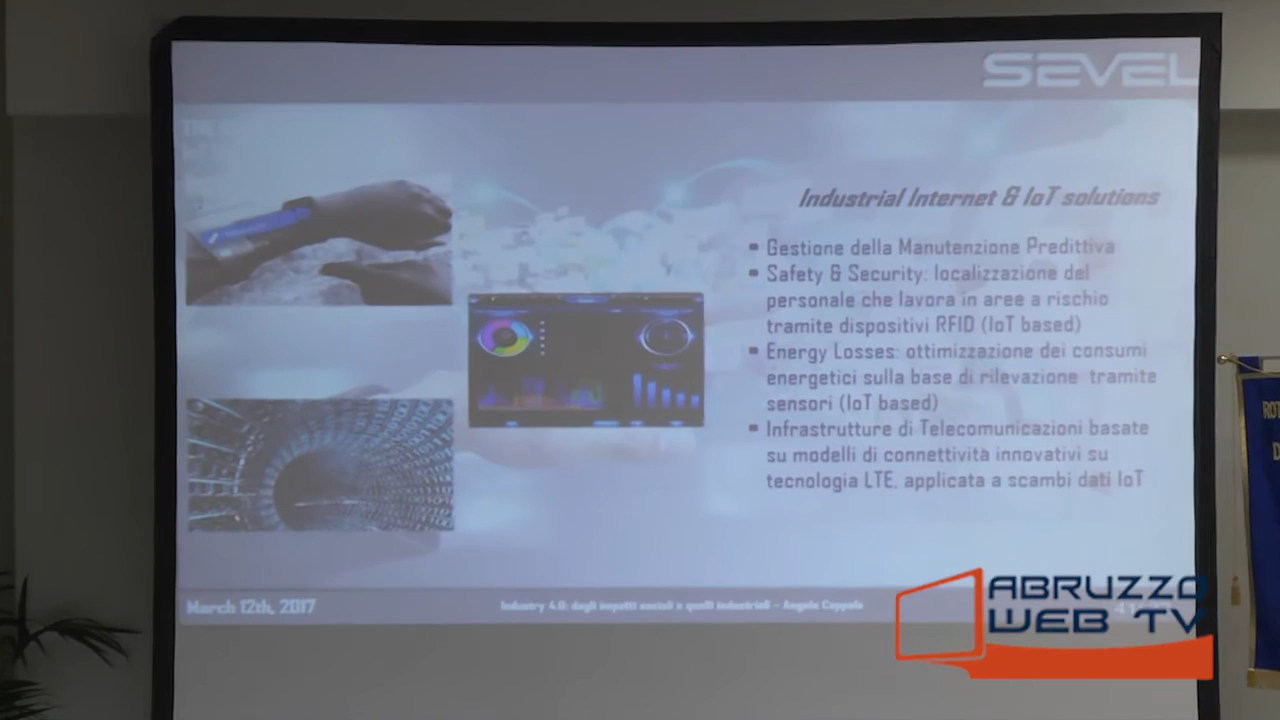 SEVEL
Industrial Internet & IoT solutions
▪ Gestione della Manutenzione Predittiva
▪ Safety & Security: localizzazione del
personale che lavora in aree a rischio
tramite dispositivi RFID (IoT based)
▪ Energy Losses: ottimizzazione dei consumi
energetici sulla base di rilevazione tramite
sensori (IoT based)
▪ Infrastrutture di Telecomunicazioni basate
su modelli di connettività innovativi su
tecnologia LTE, applicata a scambi dati IoT
March 12th, 2017
Industry 4.0: dagli impatti sociali a quelli industriali - Angelo Coppola
ABRUZZO
WEB TV